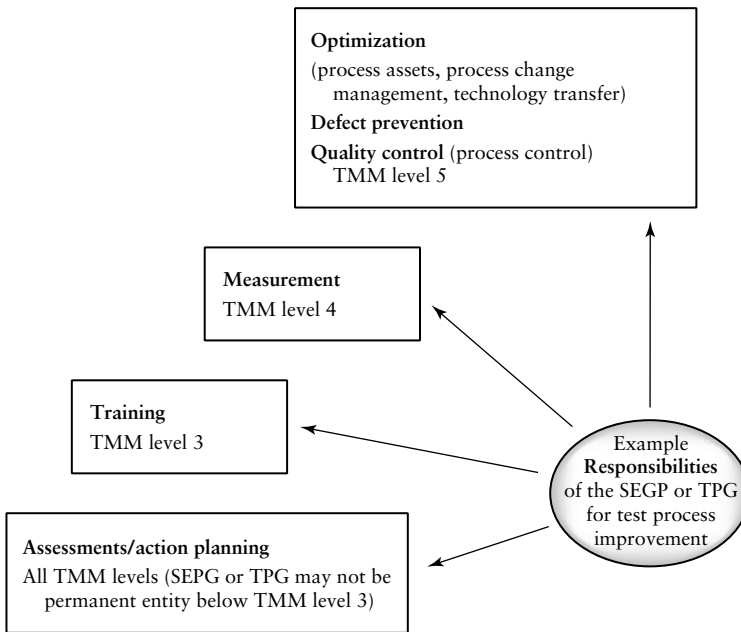 Optimization
(process assets, process change
management, technology transfer)
Defect prevention
Quality control (process control)
TMM level 5
Measurement
TMM level 4
Training
TMM level 3
Example
Responsibilities
of the SEGP or TPG
for test process
improvement
Assessments/action planning
All TMM levels (SEPG or TPG may not be
permanent entity below TMM level 3)